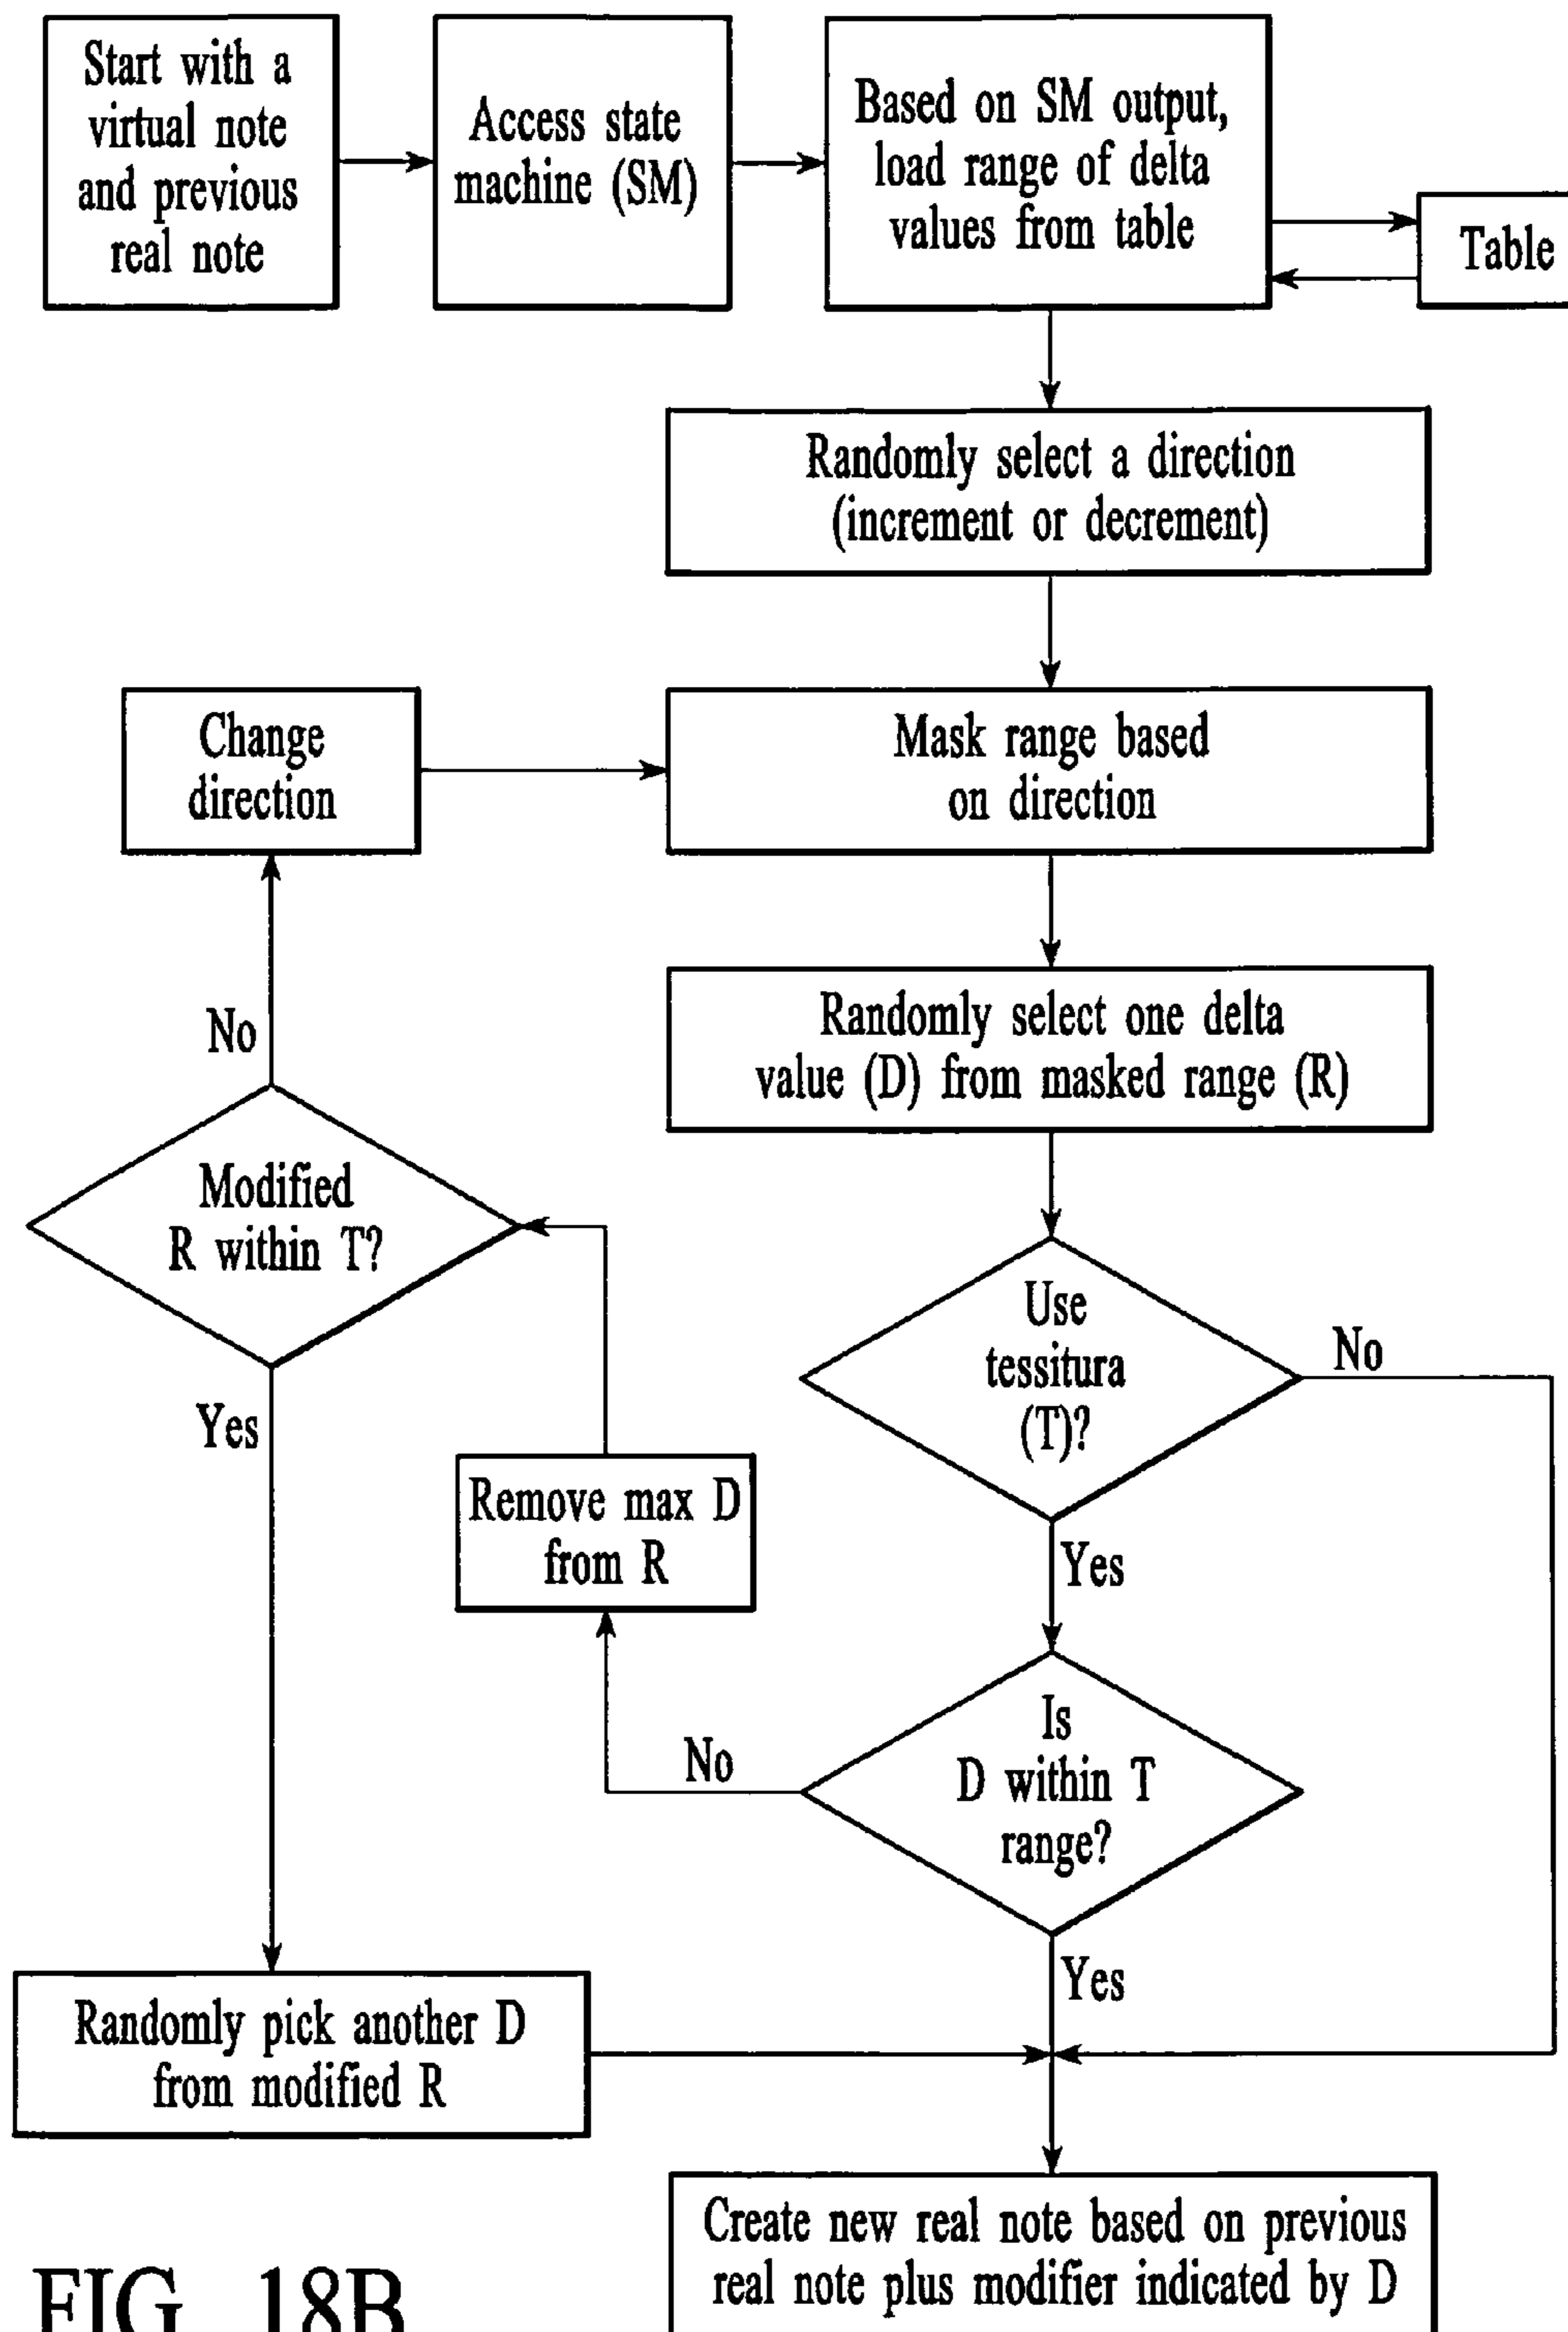 Start with a
virtual note
and previous
real note
Access state
machine (SM)
Based on SM output,
load range of delta
values from table
Table
Randomly select a direction
(increment or decrement)
Change
direction
Mask range based
on direction
Randomly select one delta
value (D) from masked range (R)
No
Modified
R within T?
Yes
Use
tessitura
(T)?
No
Yes
Remove max D
from R
Is
D within T
range?
No
Yes
Randomly pick another D
from modified R
Create new real note based on previous
real note plus modifier indicated by D
FIG. 18B